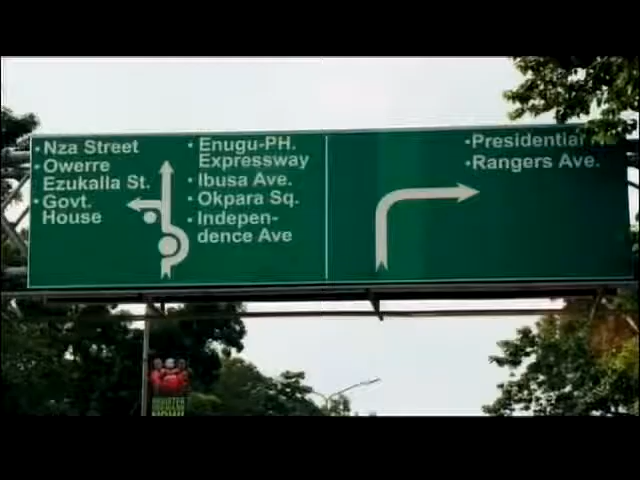 • Nza Street
• Owerre
Ezukalla St.
• Govt.
House
• Enugu-PH.
Expressway
• Ibusa Ave.
• Okpara Sq.
• Indepen-
dence Ave
• Presidential
• Rangers Ave.